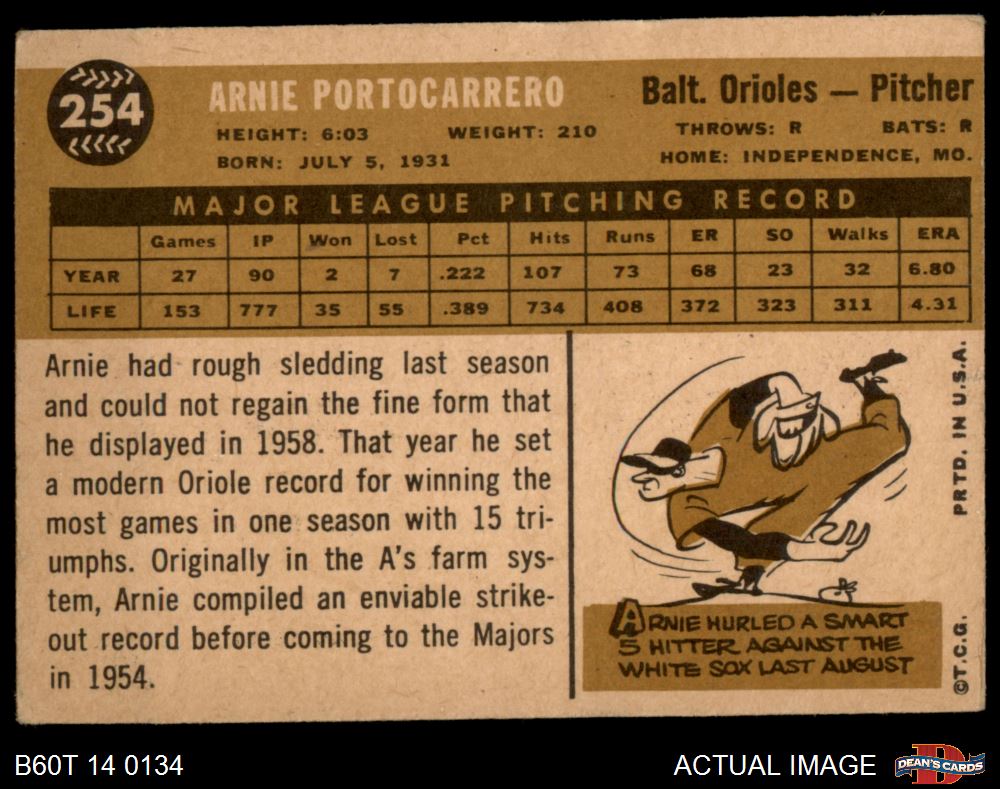 254
ARNIE PORTOCARRERO
Balt. Orioles — Pitcher
HEIGHT: 6:03 WEIGHT: 210 THROWS: R BATS: R
BORN: JULY 5, 1931 HOME: INDEPENDENCE, MO.
MAJOR LEAGUE PITCHING RECORD
Games IP Won Lost Pct Hits Runs ER SO Walks ERA
YEAR 27 90 2 7 .222 107 73 68 23 32 6.80
LIFE 153 777 35 55 .389 734 408 372 323 311 4.31
Arnie had rough sledding last season
and could not regain the fine form that
he displayed in 1958. That year he set
a modern Oriole record for winning the
most games in one season with 15 tri-
umphs. Originally in the A's farm sys-
tem, Arnie compiled an enviable strike-
out record before coming to the Majors
in 1954.
ARNIE HURLED A SMART
5 HITTER AGAINST THE
WHITE SOX LAST AUGUST
©T.C.G. PRTD. IN U.S.A.
B60T 14 0134
ACTUAL IMAGE
DEAN'S CARDS